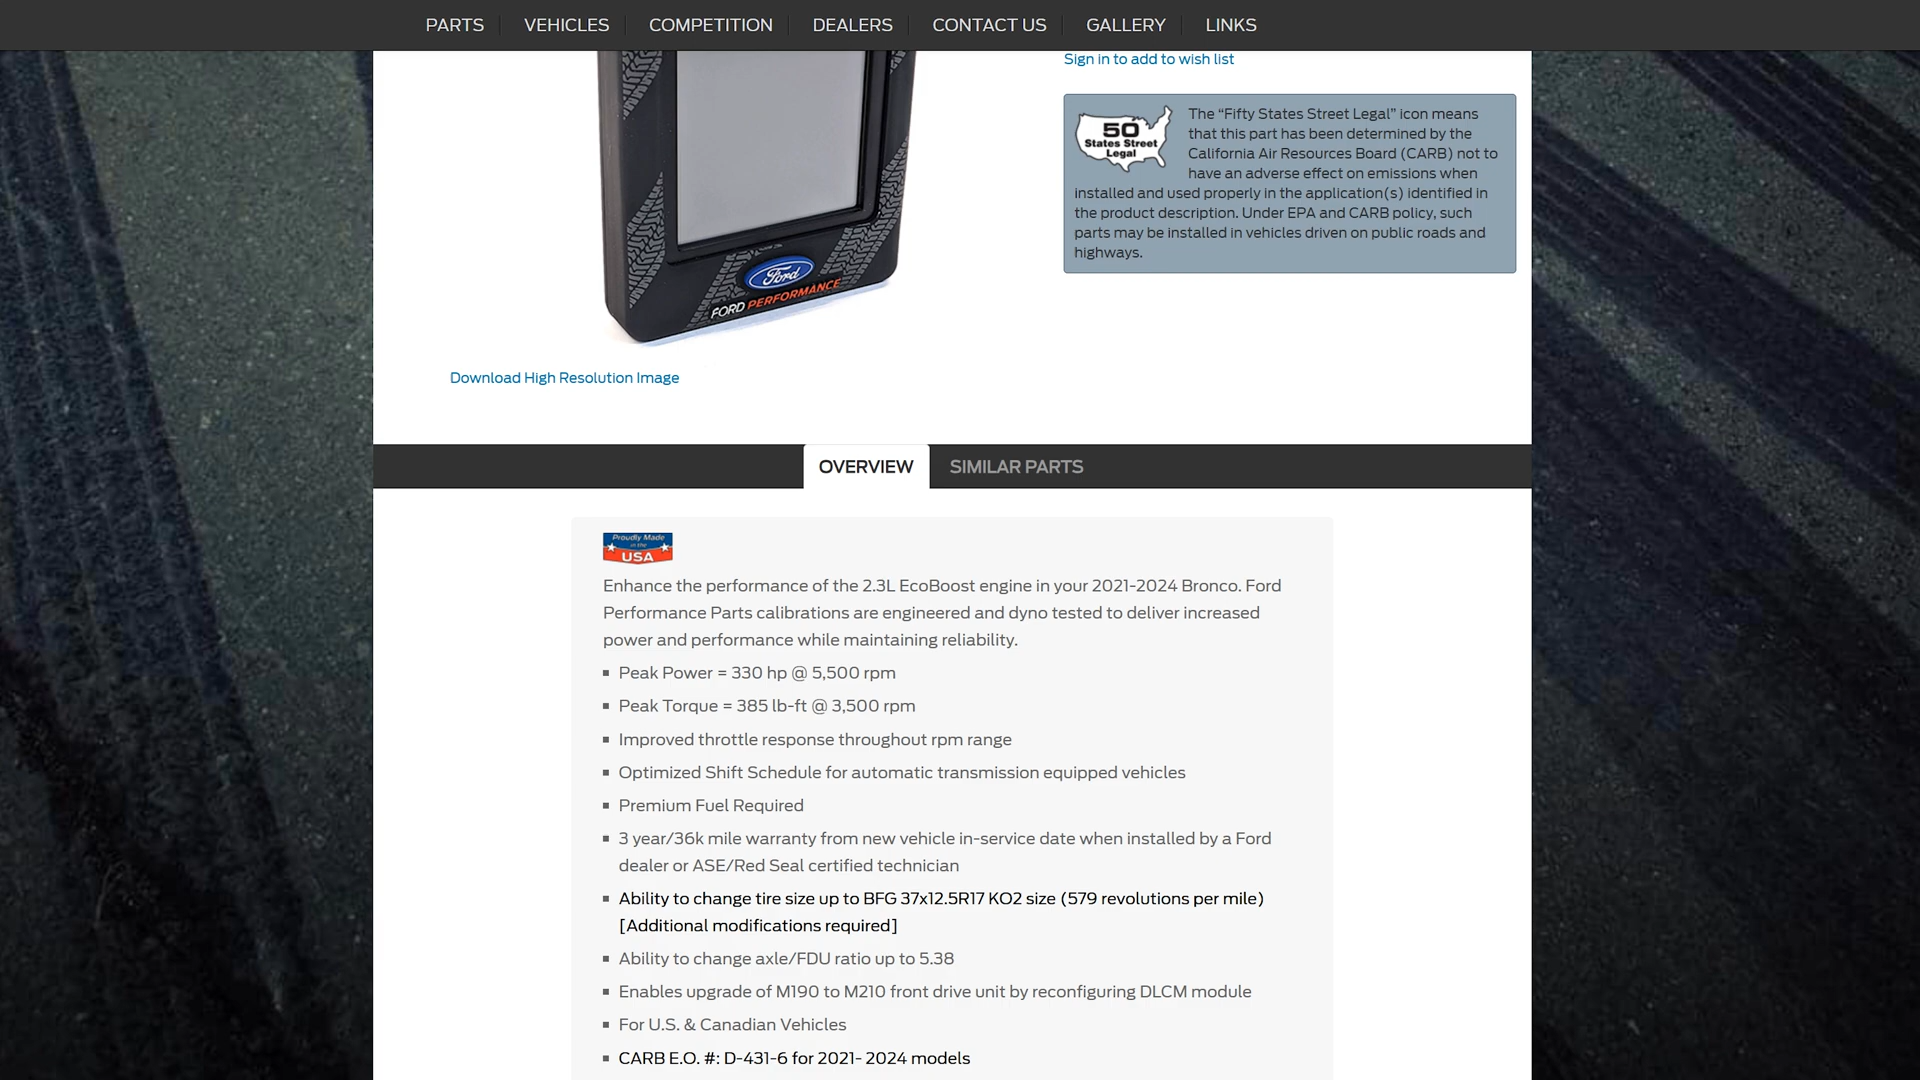 PARTS VEHICLES COMPETITION DEALERS CONTACT US GALLERY LINKS
Sign in to add to wish list
50
States Street
Legal
The “Fifty States Street Legal” icon means
that this part has been determined by the
California Air Resources Board (CARB) not to
have an adverse effect on emissions when
installed and used properly in the application(s) identified in
the product description. Under EPA and CARB policy, such
parts may be installed in vehicles driven on public roads and
highways.
Ford
FORD PERFORMANCE
Download High Resolution Image
OVERVIEW SIMILAR PARTS
Proudly Made
in the
USA
Enhance the performance of the 2.3L EcoBoost engine in your 2021-2024 Bronco. Ford
Performance Parts calibrations are engineered and dyno tested to deliver increased
power and performance while maintaining reliability.
▪ Peak Power = 330 hp @ 5,500 rpm
▪ Peak Torque = 385 lb-ft @ 3,500 rpm
▪ Improved throttle response throughout rpm range
▪ Optimized Shift Schedule for automatic transmission equipped vehicles
▪ Premium Fuel Required
▪ 3 year/36k mile warranty from new vehicle in-service date when installed by a Ford
dealer or ASE/Red Seal certified technician
▪ Ability to change tire size up to BFG 37x12.5R17 KO2 size (579 revolutions per mile)
[Additional modifications required]
▪ Ability to change axle/FDU ratio up to 5.38
▪ Enables upgrade of M190 to M210 front drive unit by reconfiguring DLCM module
▪ For U.S. & Canadian Vehicles
▪ CARB E.O. #: D-431-6 for 2021- 2024 models